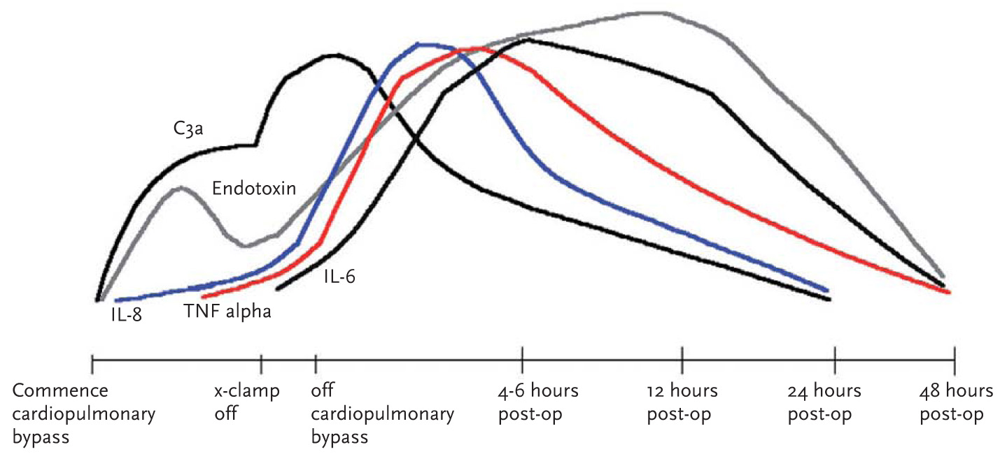 C3a
Endotoxin
IL-6
IL-8
TNF alpha
Commence
cardiopulmonary
bypass
x-clamp
off
off
cardiopulmonary
bypass
4-6 hours
post-op
12 hours
post-op
24 hours
post-op
48 hours
post-op